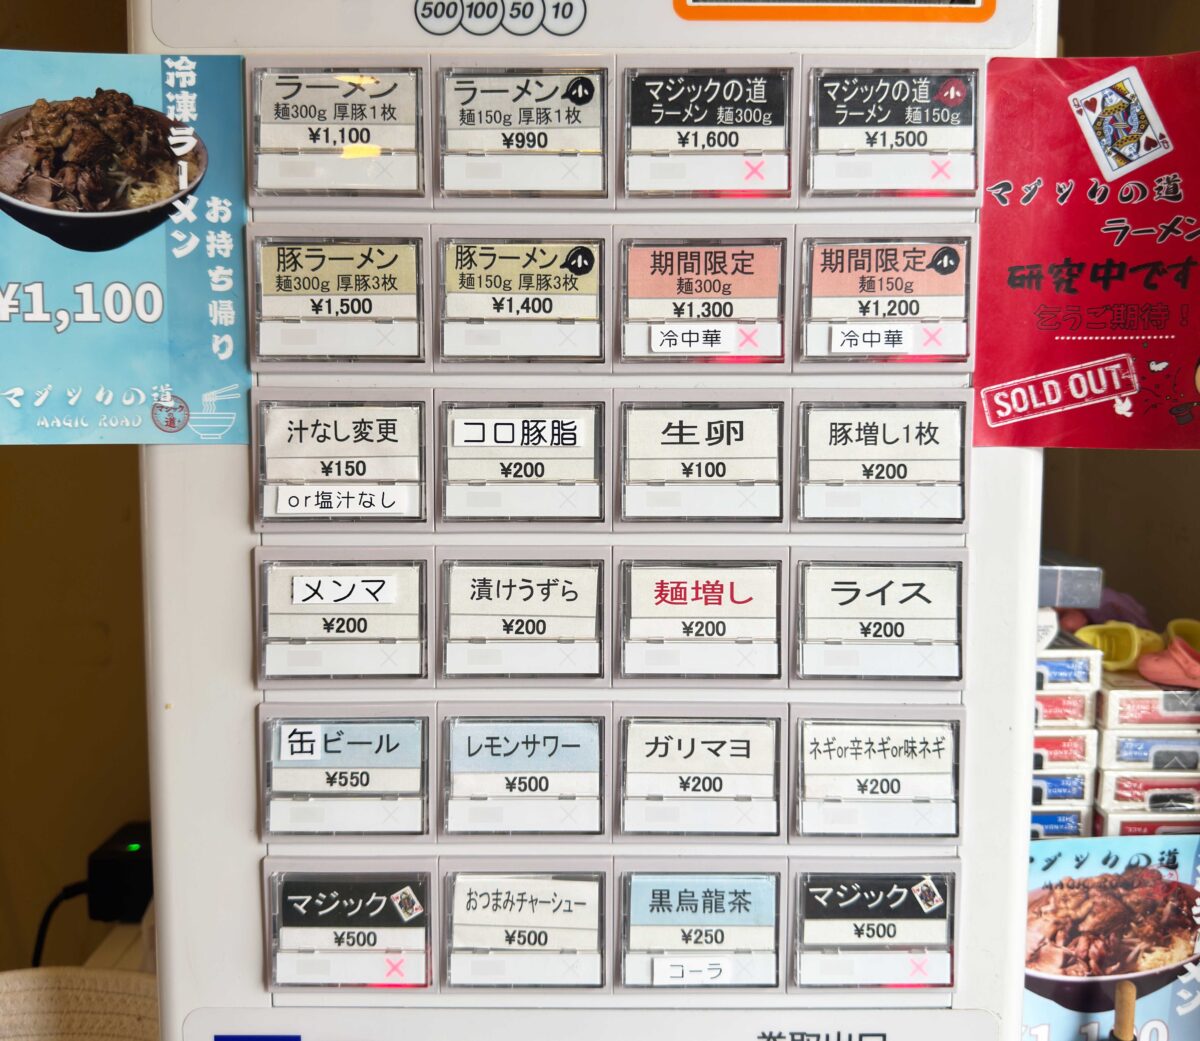 500 100 50 10
冷凍ラーメン
お持ち帰り
¥1,100
マジックの道
MAGIC ROAD
マジックの道
ラーメン
麺300g 厚豚1枚
¥1,100
ラーメン小
麺150g 厚豚1枚
¥990
マジックの道
ラーメン 麺300g
¥1,600
×
マジックの道小
ラーメン 麺150g
¥1,500
×
豚ラーメン
麺300g 厚豚3枚
¥1,500
豚ラーメン小
麺150g 厚豚3枚
¥1,400
期間限定
麺300g
¥1,300
冷中華 ×
期間限定小
麺150g
¥1,200
冷中華 ×
汁なし変更
¥150
or塩汁なし
コロ豚脂
¥200
生卵
¥100
豚増し1枚
¥200
メンマ
¥200
漬けうずら
¥200
麺増し
¥200
ライス
¥200
缶ビール
¥550
レモンサワー
¥500
ガリマヨ
¥200
ネギor辛ネギor味ネギ
¥200
マジック
¥500
×
おつまみチャーシュー
¥500
黒烏龍茶
¥250
コーラ
マジック
¥500
×
マジックの道
ラーメン
研究中です
乞うご期待！
SOLD OUT
マジックの道
MAGIC ROAD